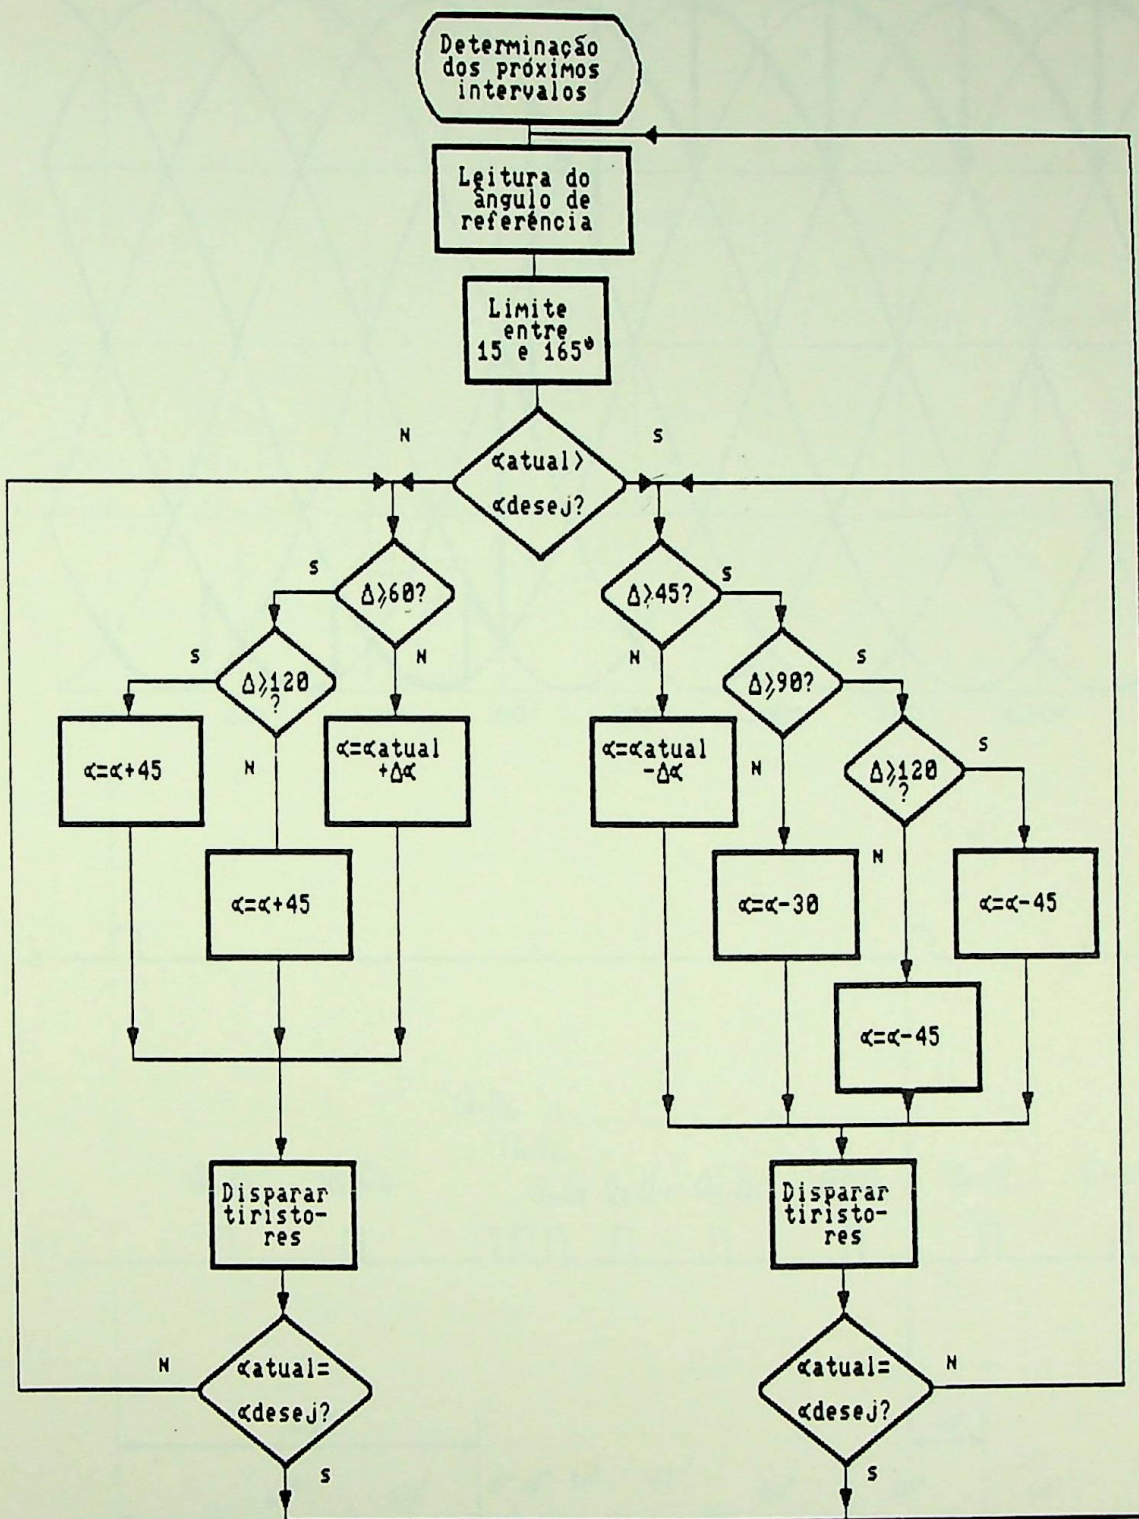 Determinação
dos próximos
intervalos
Leitura do
ângulo de
referência
Limite
entre
15 e 165°
N
S
αatual>
αdesej?
S
Δ≥60?
N
S
Δ≥120
?
N
α=α+45
α=αatual
+Δα
α=α+45
Δ≥45?
S
N
Δ≥90?
S
N
α=αatual
-Δα
Δ≥120
?
S
N
α=α-30
α=α-45
α=α-45
Disparar
tiristo-
res
Disparar
tiristo-
res
N
αatual=
αdesej?
S
αatual=
αdesej?
N
S